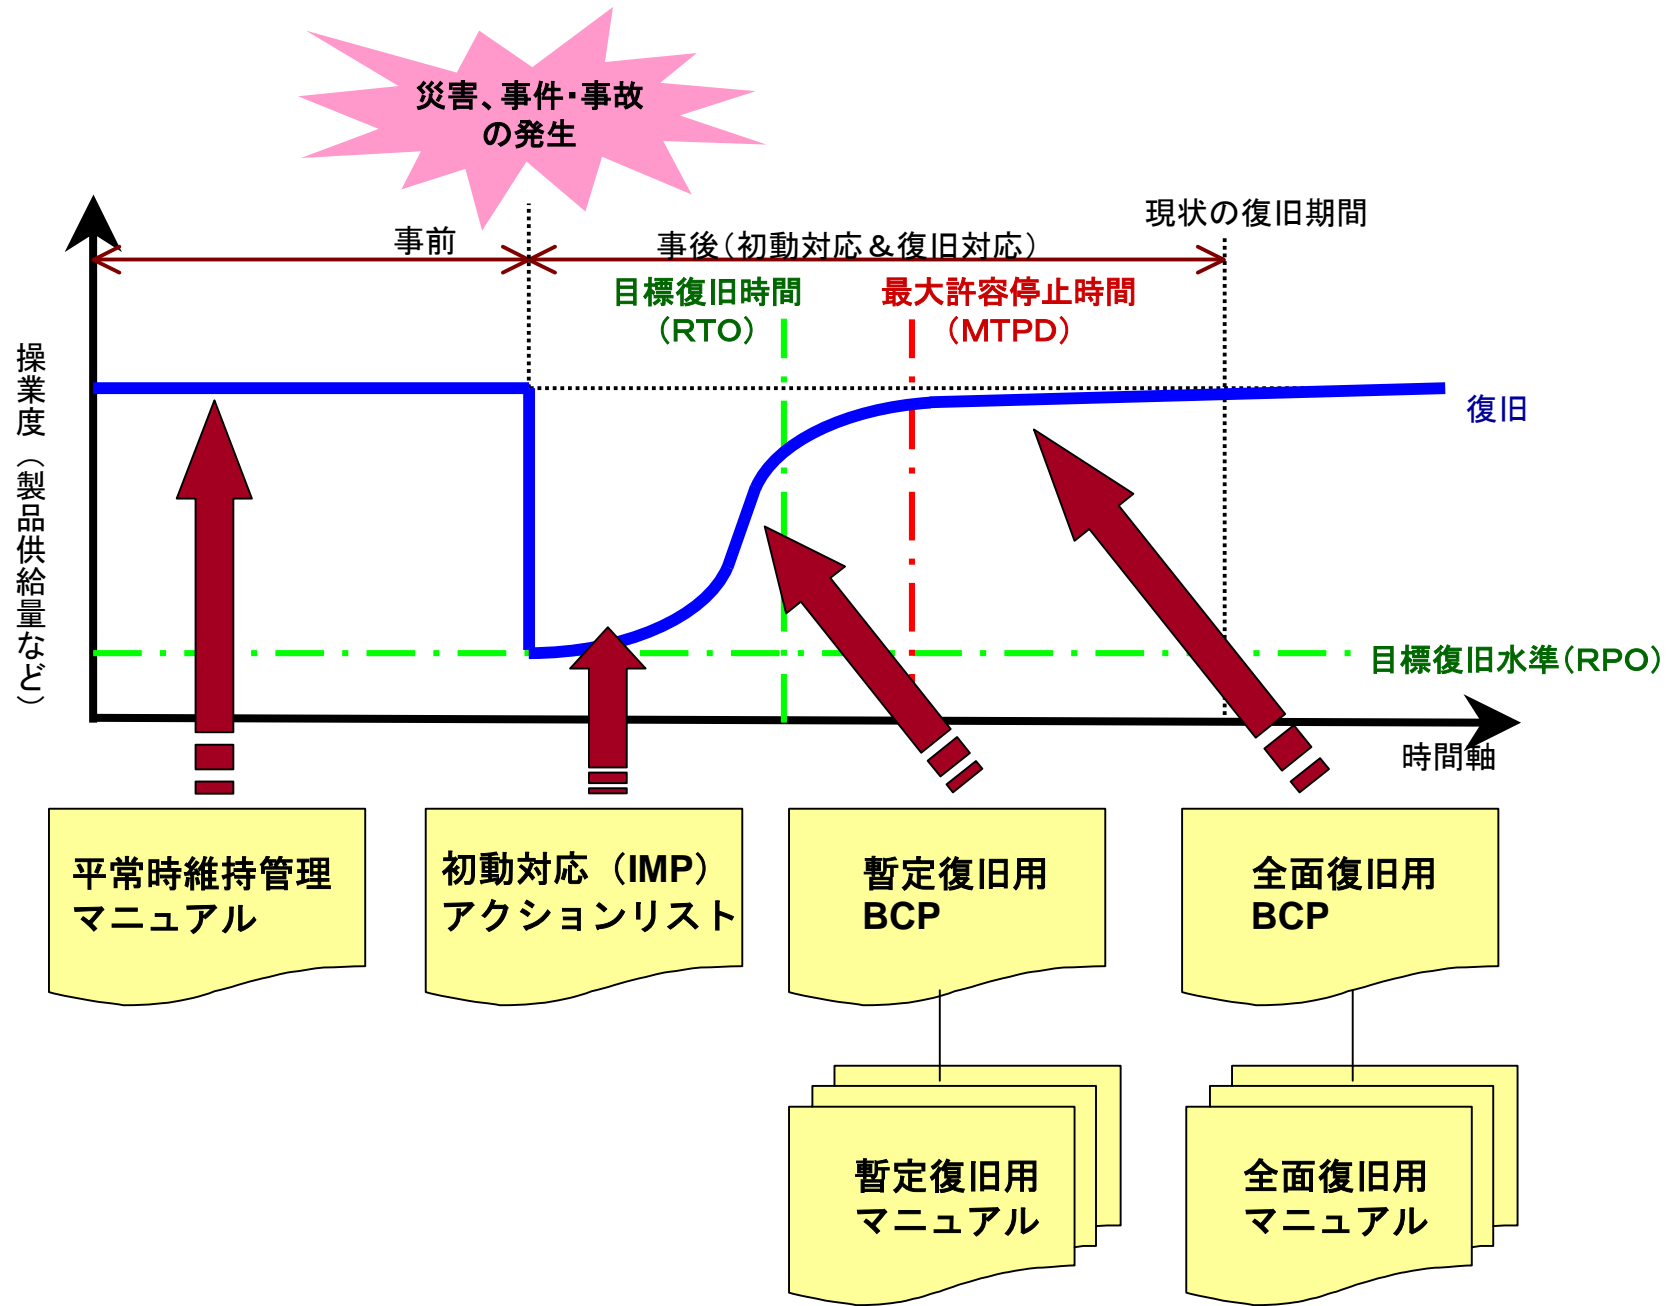 災害、事件・事故
の発生
現状の復旧期間
事前
事後(初動対応＆復旧対応)
目標復旧時間
(RTO)
最大許容停止時間
(MTPD)
操業度（製品供給量など）
復旧
目標復旧水準(RPO)
時間軸
平常時維持管理
マニュアル
初動対応（IMP）
アクションリスト
暫定復旧用
BCP
全面復旧用
BCP
暫定復旧用
マニュアル
全面復旧用
マニュアル